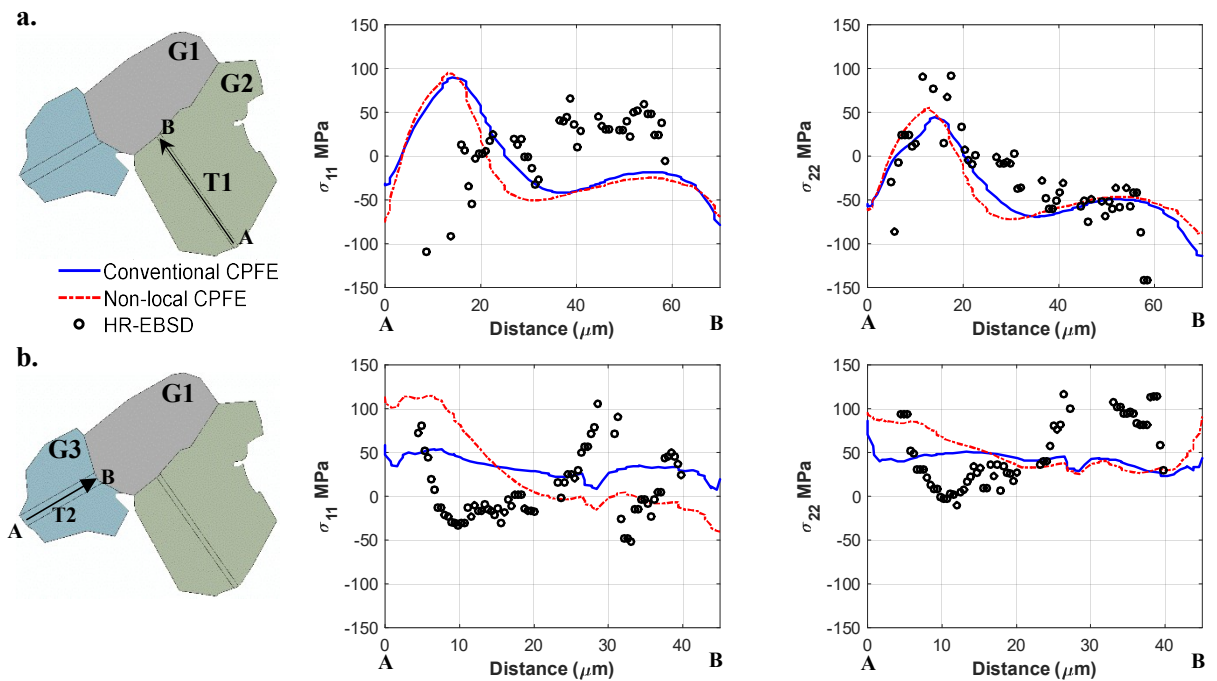 a.
G1
G2
B
T1
A
Conventional CPFE
Non-local CPFE
HR-EBSD
σ11 MPa
150
100
50
0
-50
-100
-150
0 20 40 60
A Distance (μm) B
σ22 MPa
150
100
50
0
-50
-100
-150
0 20 40 60
A Distance (μm) B
b.
G1
G3
B
A T2
σ11 MPa
150
100
50
0
-50
-100
-150
0 10 20 30 40
A Distance (μm) B
σ22 MPa
150
100
50
0
-50
-100
-150
0 10 20 30 40
A Distance (μm) B